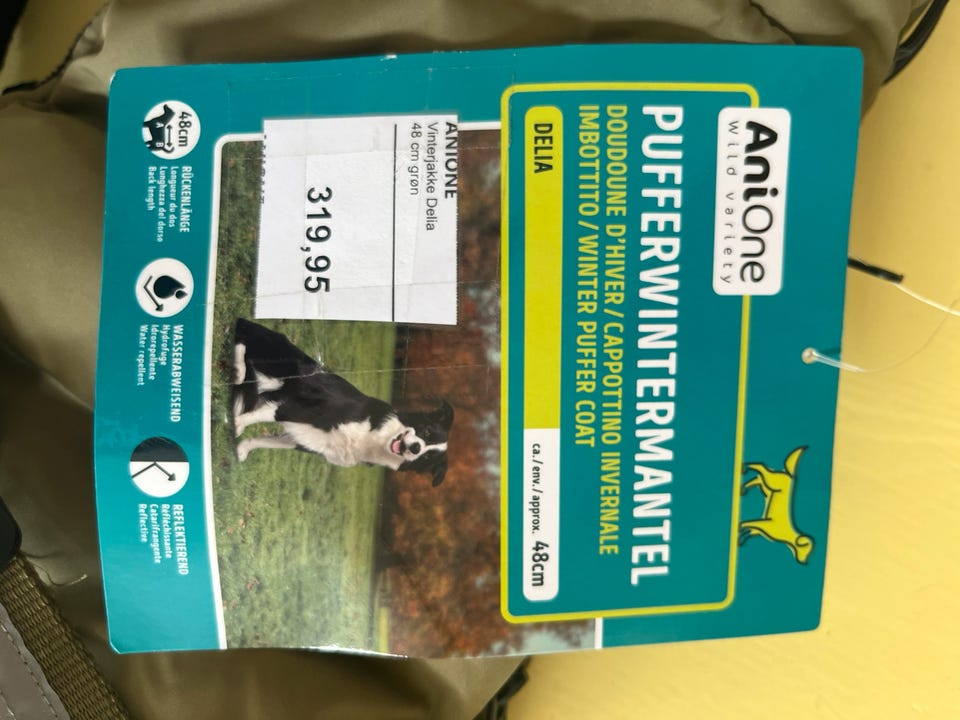 AniOne
wild variety
PUFFERWINTERMANTEL
DOUDOUNE D'HIVER / CAPPOTTINO INVERNALE
IMBOTTITO / WINTER PUFFER COAT
DELIA
ca./env./approx. 48cm
ANIONE
Vinterjakke Delia
48 cm grøn
319,95
48cm
A
B
RÜCKENLÄNGE
Longueur du dos
Lunghezza del dorso
Back length
WASSERABWEISEND
Hydrofuge
Idrorepellente
Water repellent
REFLEKTIEREND
Réfléchissante
Catarifrangente
Reflective